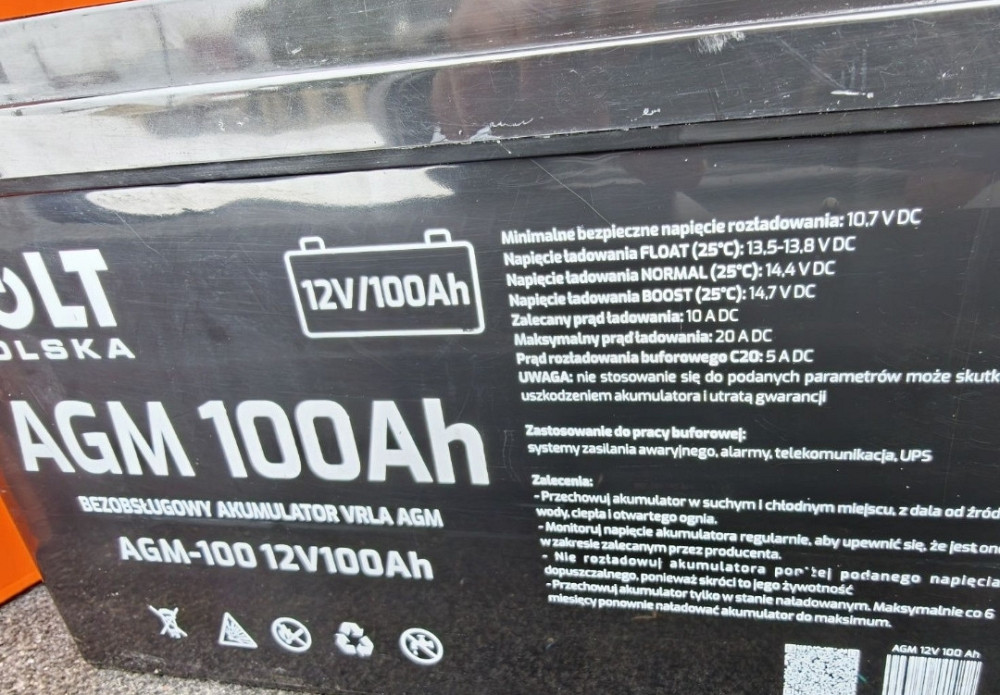 OLT
OLSKA
12V/100Ah
AGM 100Ah
BEZOBSŁUGOWY AKUMULATOR VRLA AGM
AGM-100 12V100Ah
Minimalne bezpieczne napięcie rozładowania: 10,7 V DC
Napięcie ładowania FLOAT (25°C): 13,5-13,8 V DC
Napięcie ładowania NORMAL (25°C): 14,4 V DC
Napięcie ładowania BOOST (25°C): 14,7 V DC
Zalecany prąd ładowania: 10 A DC
Maksymalny prąd ładowania: 20 A DC
Prąd rozładowania buforowego C20: 5 A DC
UWAGA: nie stosowanie się do podanych parametrów może skutk
uszkodzeniem akumulatora i utratą gwarancji
Zastosowanie do pracy buforowej:
systemy zasilania awaryjnego, alarmy, telekomunikacja, UPS
Zalecenia:
- Przechowuj akumulator w suchym i chłodnym miejscu, z dala od źród
wody, ciepła i otwartego ognia.
- Monitoruj napięcie akumulatora regularnie, aby upewnić się, że jest on
w zakresie zalecanym przez producenta.
- Nie rozładowuj akumulatora poniżej podanego napięcia
dopuszczalnego, ponieważ skróci to jego żywotność
- Przechowuj akumulator tylko w stanie naładowanym. Maksymalnie co 6
miesięcy ponownie naładować akumulator do maksimum.
AGM 12V 100 Ah